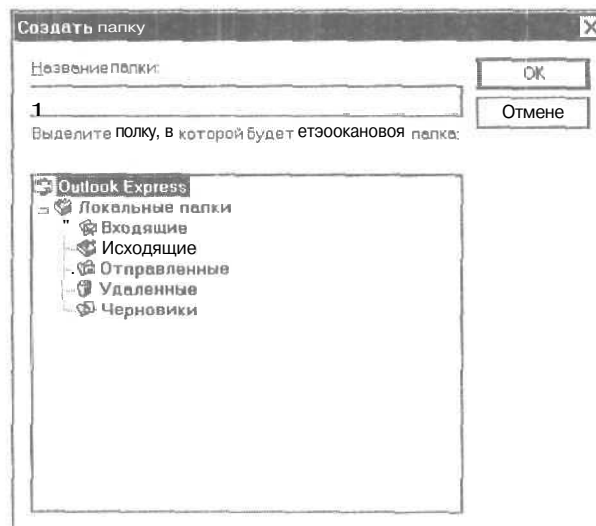 Создать папку
Название папки:
OK
1
Отмене
Выделите полку, в которой будет етэоокановоя папка:
Outlook Express
Локальные папки
Входящие
Исходящие
Отправленные
Удаленные
Черновики